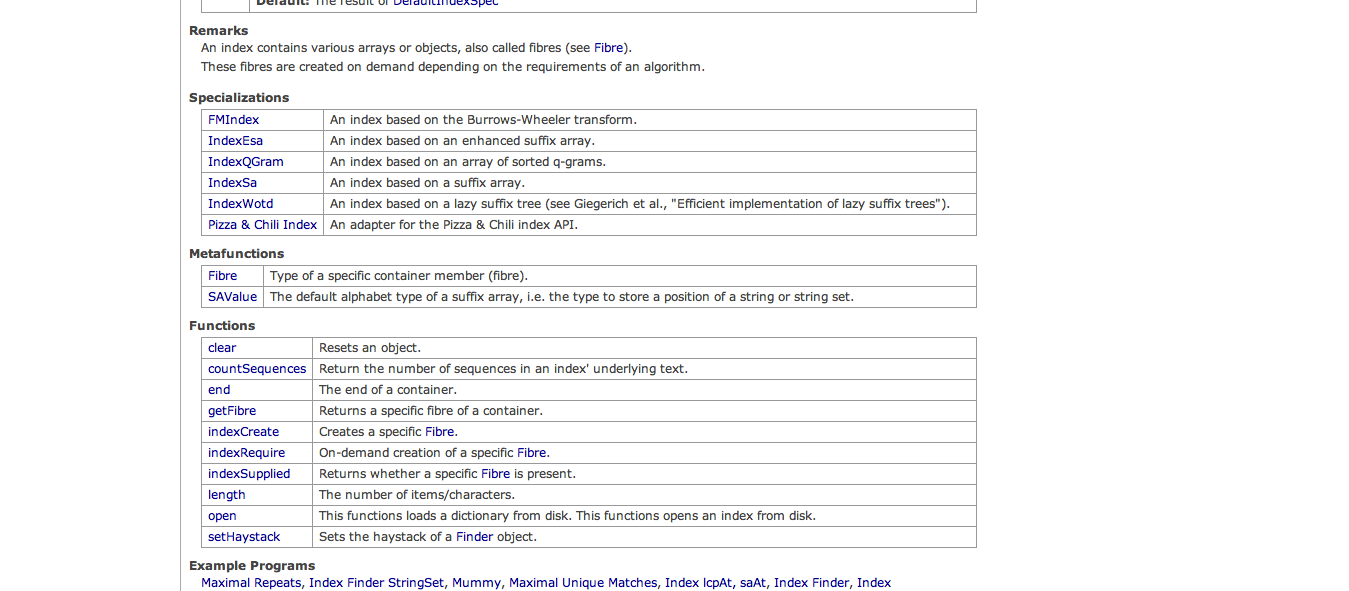 Default: The result of DefaultIndexSpec
Remarks
An index contains various arrays or objects, also called fibres (see Fibre).
These fibres are created on demand depending on the requirements of an algorithm.
Specializations
FMIndex An index based on the Burrows-Wheeler transform.
IndexEsa An index based on an enhanced suffix array.
IndexQGram An index based on an array of sorted q-grams.
IndexSa An index based on a suffix array.
IndexWotd An index based on a lazy suffix tree (see Giegerich et al., "Efficient implementation of lazy suffix trees").
Pizza & Chili Index An adapter for the Pizza & Chili index API.
Metafunctions
Fibre Type of a specific container member (fibre).
SAValue The default alphabet type of a suffix array, i.e. the type to store a position of a string or string set.
Functions
clear Resets an object.
countSequences Return the number of sequences in an index' underlying text.
end The end of a container.
getFibre Returns a specific fibre of a container.
indexCreate Creates a specific Fibre.
indexRequire On-demand creation of a specific Fibre.
indexSupplied Returns whether a specific Fibre is present.
length The number of items/characters.
open This functions loads a dictionary from disk. This functions opens an index from disk.
setHaystack Sets the haystack of a Finder object.
Example Programs
Maximal Repeats, Index Finder StringSet, Mummy, Maximal Unique Matches, Index lcpAt, saAt, Index Finder, Index